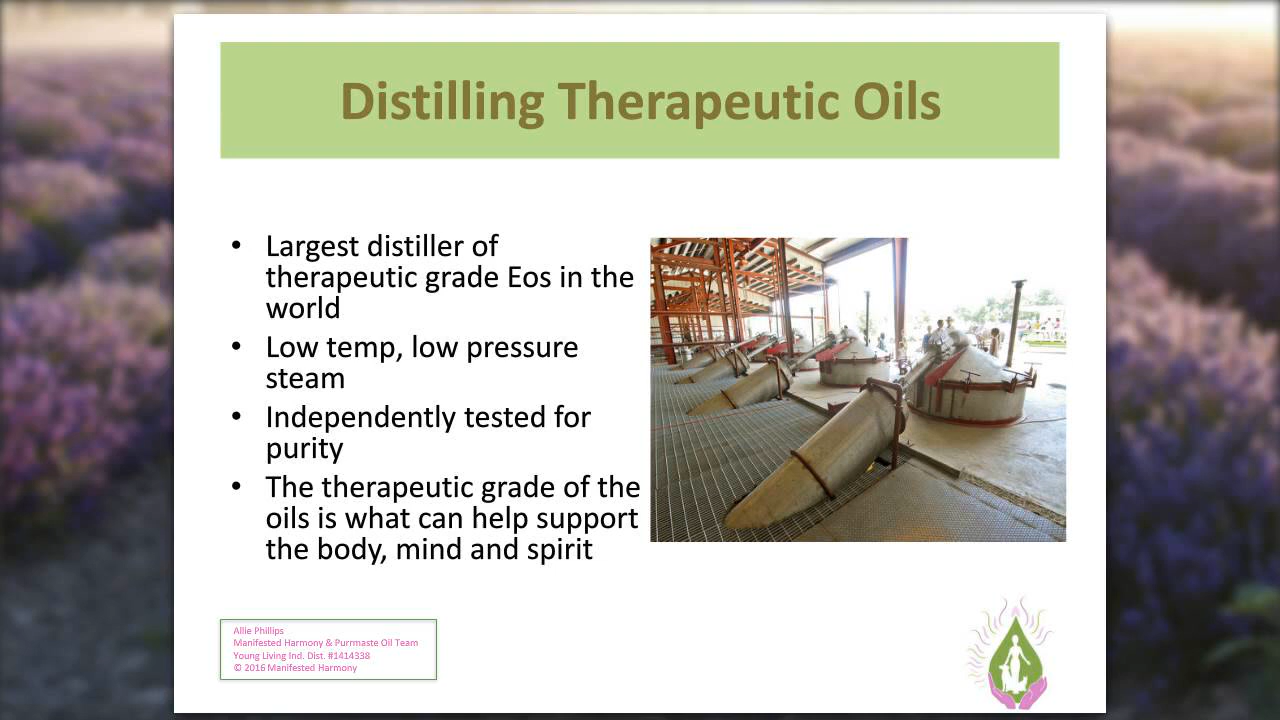 Distilling Therapeutic Oils
• Largest distiller of
therapeutic grade Eos in the
world
• Low temp, low pressure
steam
• Independently tested for
purity
• The therapeutic grade of the
oils is what can help support
the body, mind and spirit
Allie Phillips
Manifested Harmony & Purrmaste Oil Team
Young Living Ind. Dist. #1414338
© 2016 Manifested Harmony